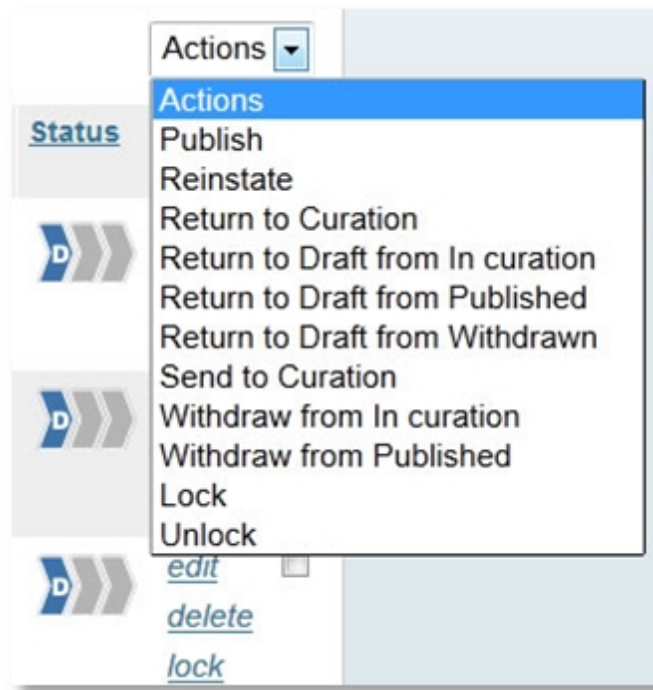 Actions
Actions
Status
Publish
Reinstate
Return to Curation
D
Return to Draft from In curation
Return to Draft from Published
Return to Draft from Withdrawn
Send to Curation
D
Withdraw from In curation
Withdraw from Published
Lock
Unlock
D
edit
delete
lock